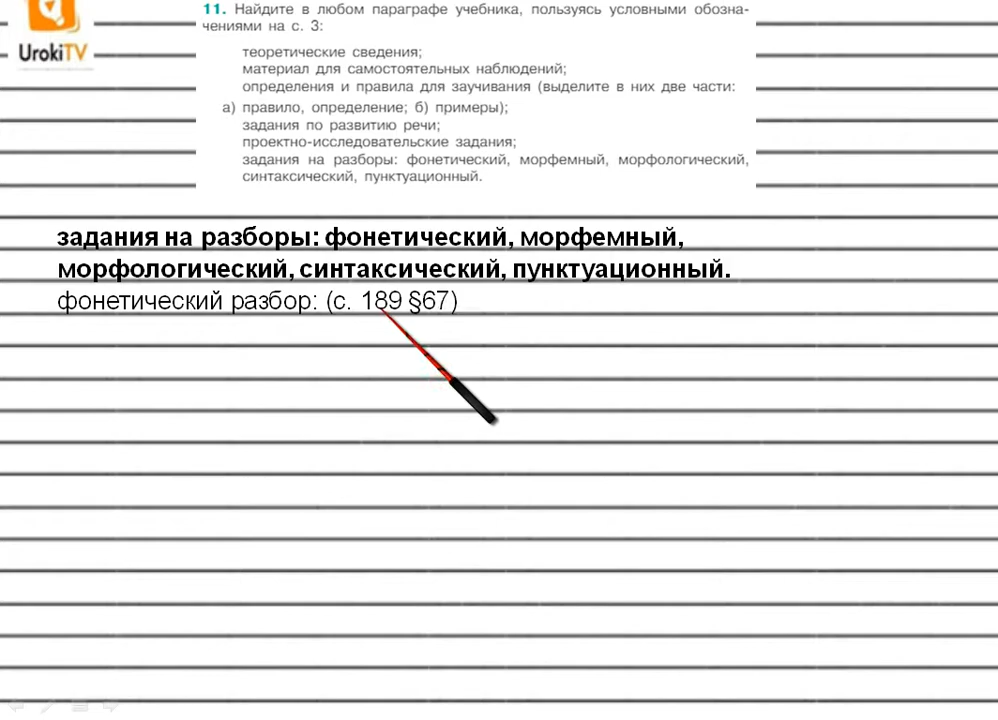 UrokiTV
11. Найдите в любом параграфе учебника, пользуясь условными обозна-
чениями на с. 3:
теоретические сведения;
материал для самостоятельных наблюдений;
определения и правила для заучивания (выделите в них две части:
а) правило, определение; б) примеры);
задания по развитию речи;
проектно-исследовательские задания;
задания на разборы: фонетический, морфемный, морфологический,
синтаксический, пунктуационный.
задания на разборы: фонетический, морфемный,
морфологический, синтаксический, пунктуационный.
фонетический разбор: (с. 189 §67)